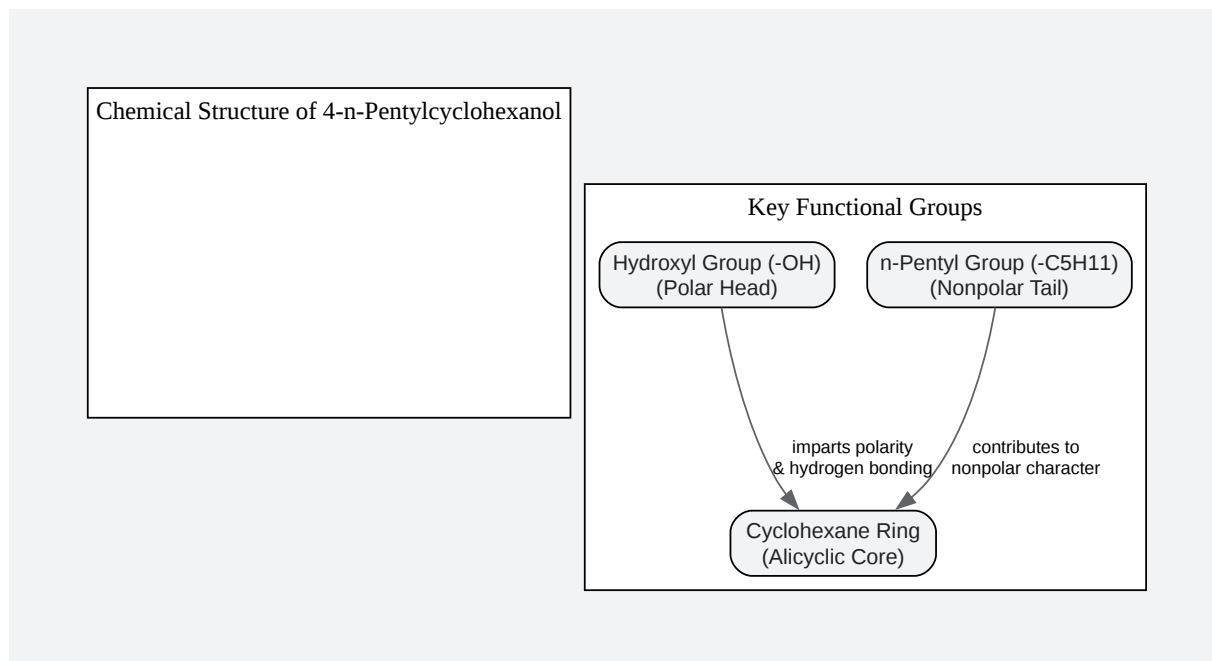 Chemical Structure of 4-n-Pentylcyclohexanol
Key Functional Groups
Hydroxyl Group (-OH)
(Polar Head)
n-Pentyl Group (-C5H11)
(Nonpolar Tail)
imparts polarity
& hydrogen bonding
contributes to
nonpolar character
Cyclohexane Ring
(Alicyclic Core)